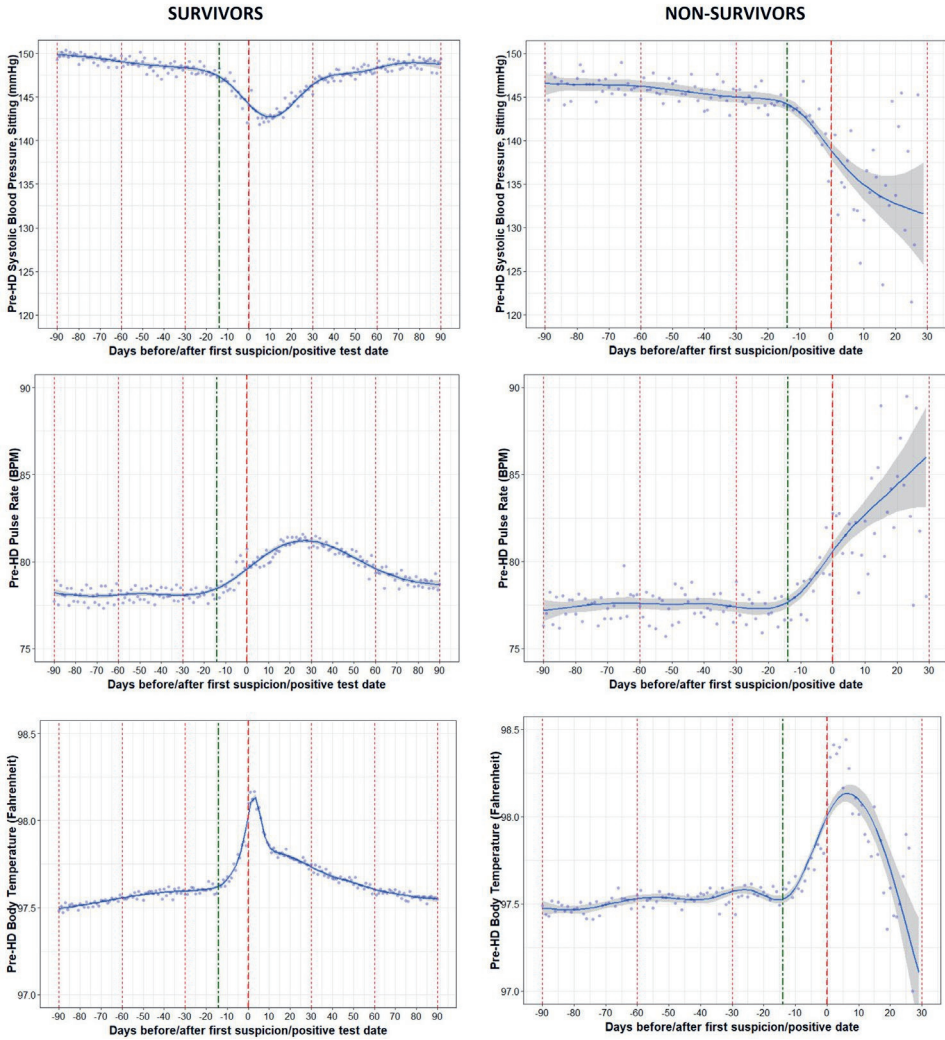 SURVIVORS
NON-SURVIVORS
Pre-HD Systolic Blood Pressure, Sitting (mmHg)
150
145
140
135
130
125
120
-90 -80 -70 -60 -50 -40 -30 -20 -10 0 10 20 30 40 50 60 70 80 90
Days before/after first suspicion/positive test date
Pre-HD Systolic Blood Pressure, Sitting (mmHg)
150
145
140
135
130
125
120
-90 -80 -70 -60 -50 -40 -30 -20 -10 0 10 20 30
Days before/after first suspicion/positive date
Pre-HD Pulse Rate (BPM)
90
85
80
75
-90 -80 -70 -60 -50 -40 -30 -20 -10 0 10 20 30 40 50 60 70 80 90
Days before/after first suspicion/positive test date
Pre-HD Pulse Rate (BPM)
90
85
80
75
-90 -80 -70 -60 -50 -40 -30 -20 -10 0 10 20 30
Days before/after first suspicion/positive date
Pre-HD Body Temperature (Fahrenheit)
98.5
98.0
97.5
97.0
-90 -80 -70 -60 -50 -40 -30 -20 -10 0 10 20 30 40 50 60 70 80 90
Days before/after first suspicion/positive test date
Pre-HD Body Temperature (Fahrenheit)
98.5
98.0
97.5
97.0
-90 -80 -70 -60 -50 -40 -30 -20 -10 0 10 20 30
Days before/after first suspicion/positive date